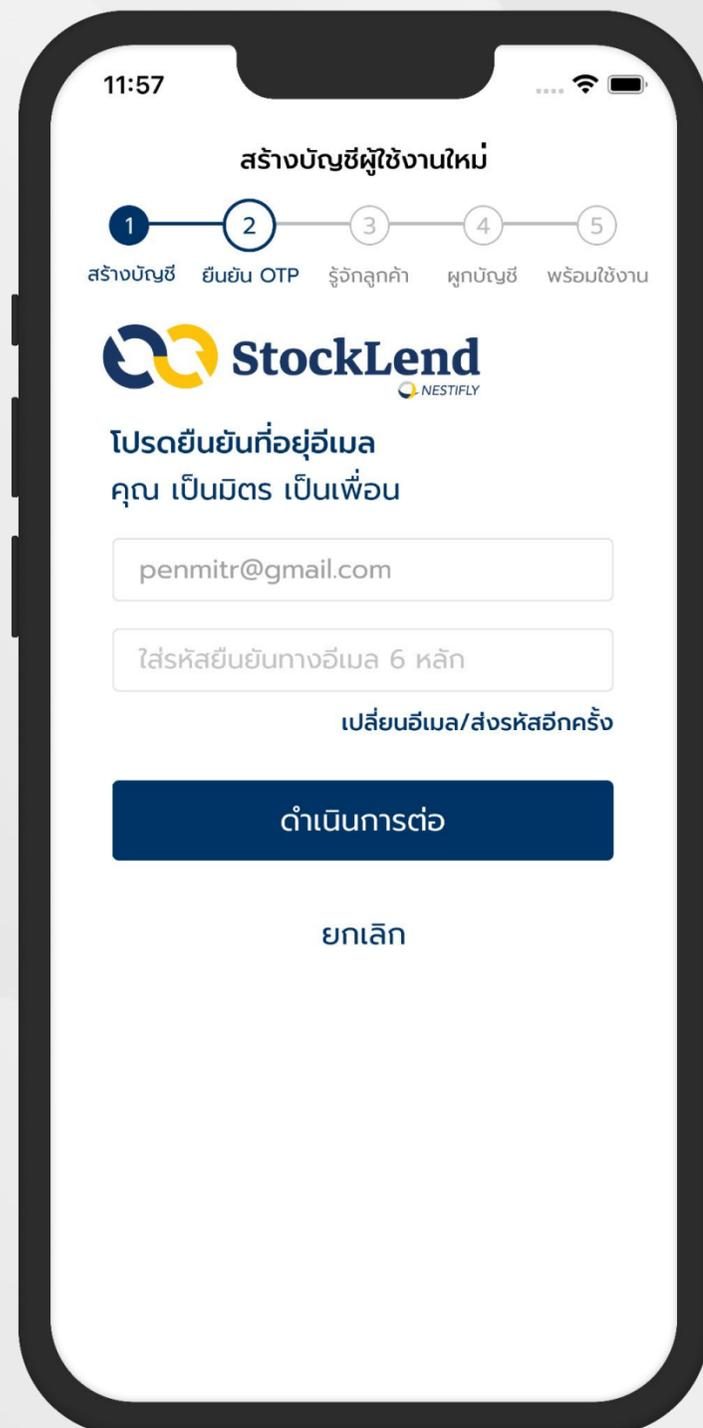 11:57
สร้างบัญชีผู้ใช้งานใหม่
1 2 3 4 5
สร้างบัญชี ยืนยัน OTP รู้จักลูกค้า ผูกบัญชี พร้อมใช้งาน
StockLend
NESTIFLY
โปรดยืนยันที่อยู่อีเมล
คุณ เป็นมิตร เป็นเพื่อน
penmitr@gmail.com
ใส่รหัสยืนยันทางอีเมล 6 หลัก
เปลี่ยนอีเมล/ส่งรหัสอีกครั้ง
ดำเนินการต่อ
ยกเลิก